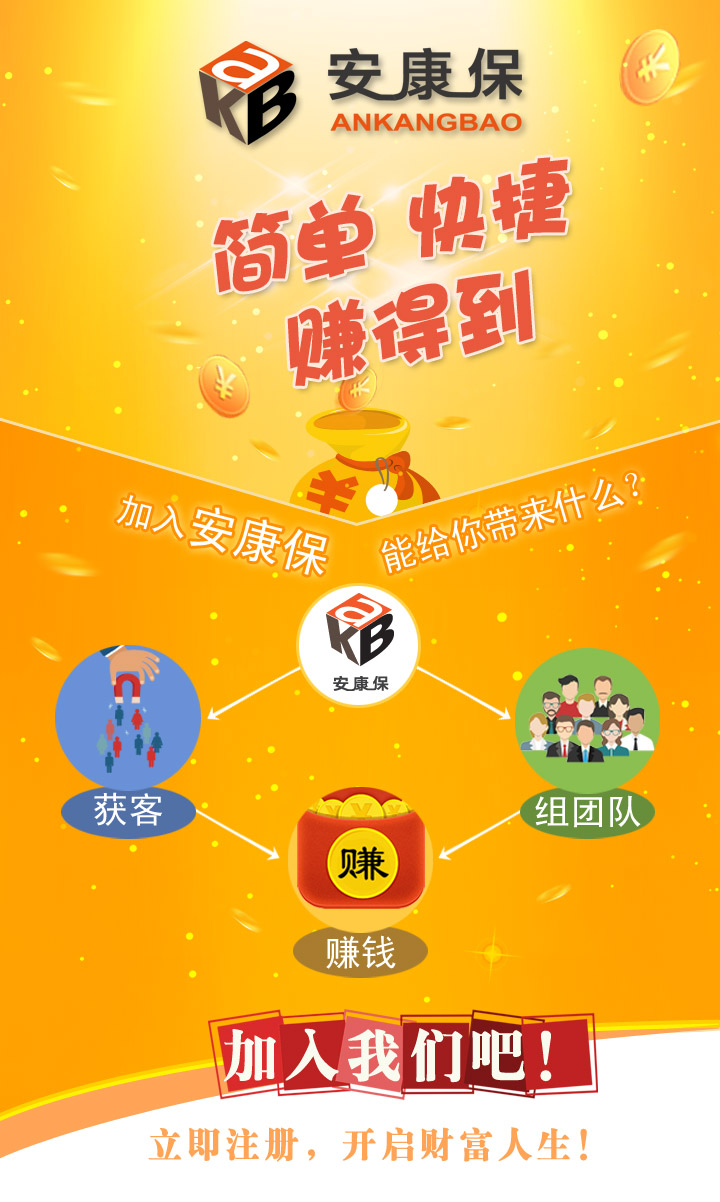 aKB
安康保
ANKANGBAO
简单 快捷
赚得到
¥
加入安康保
能给你带来什么?
aKB
安康保
获客
组团队
赚
赚钱
加入我们吧!
立即注册,开启财富人生!